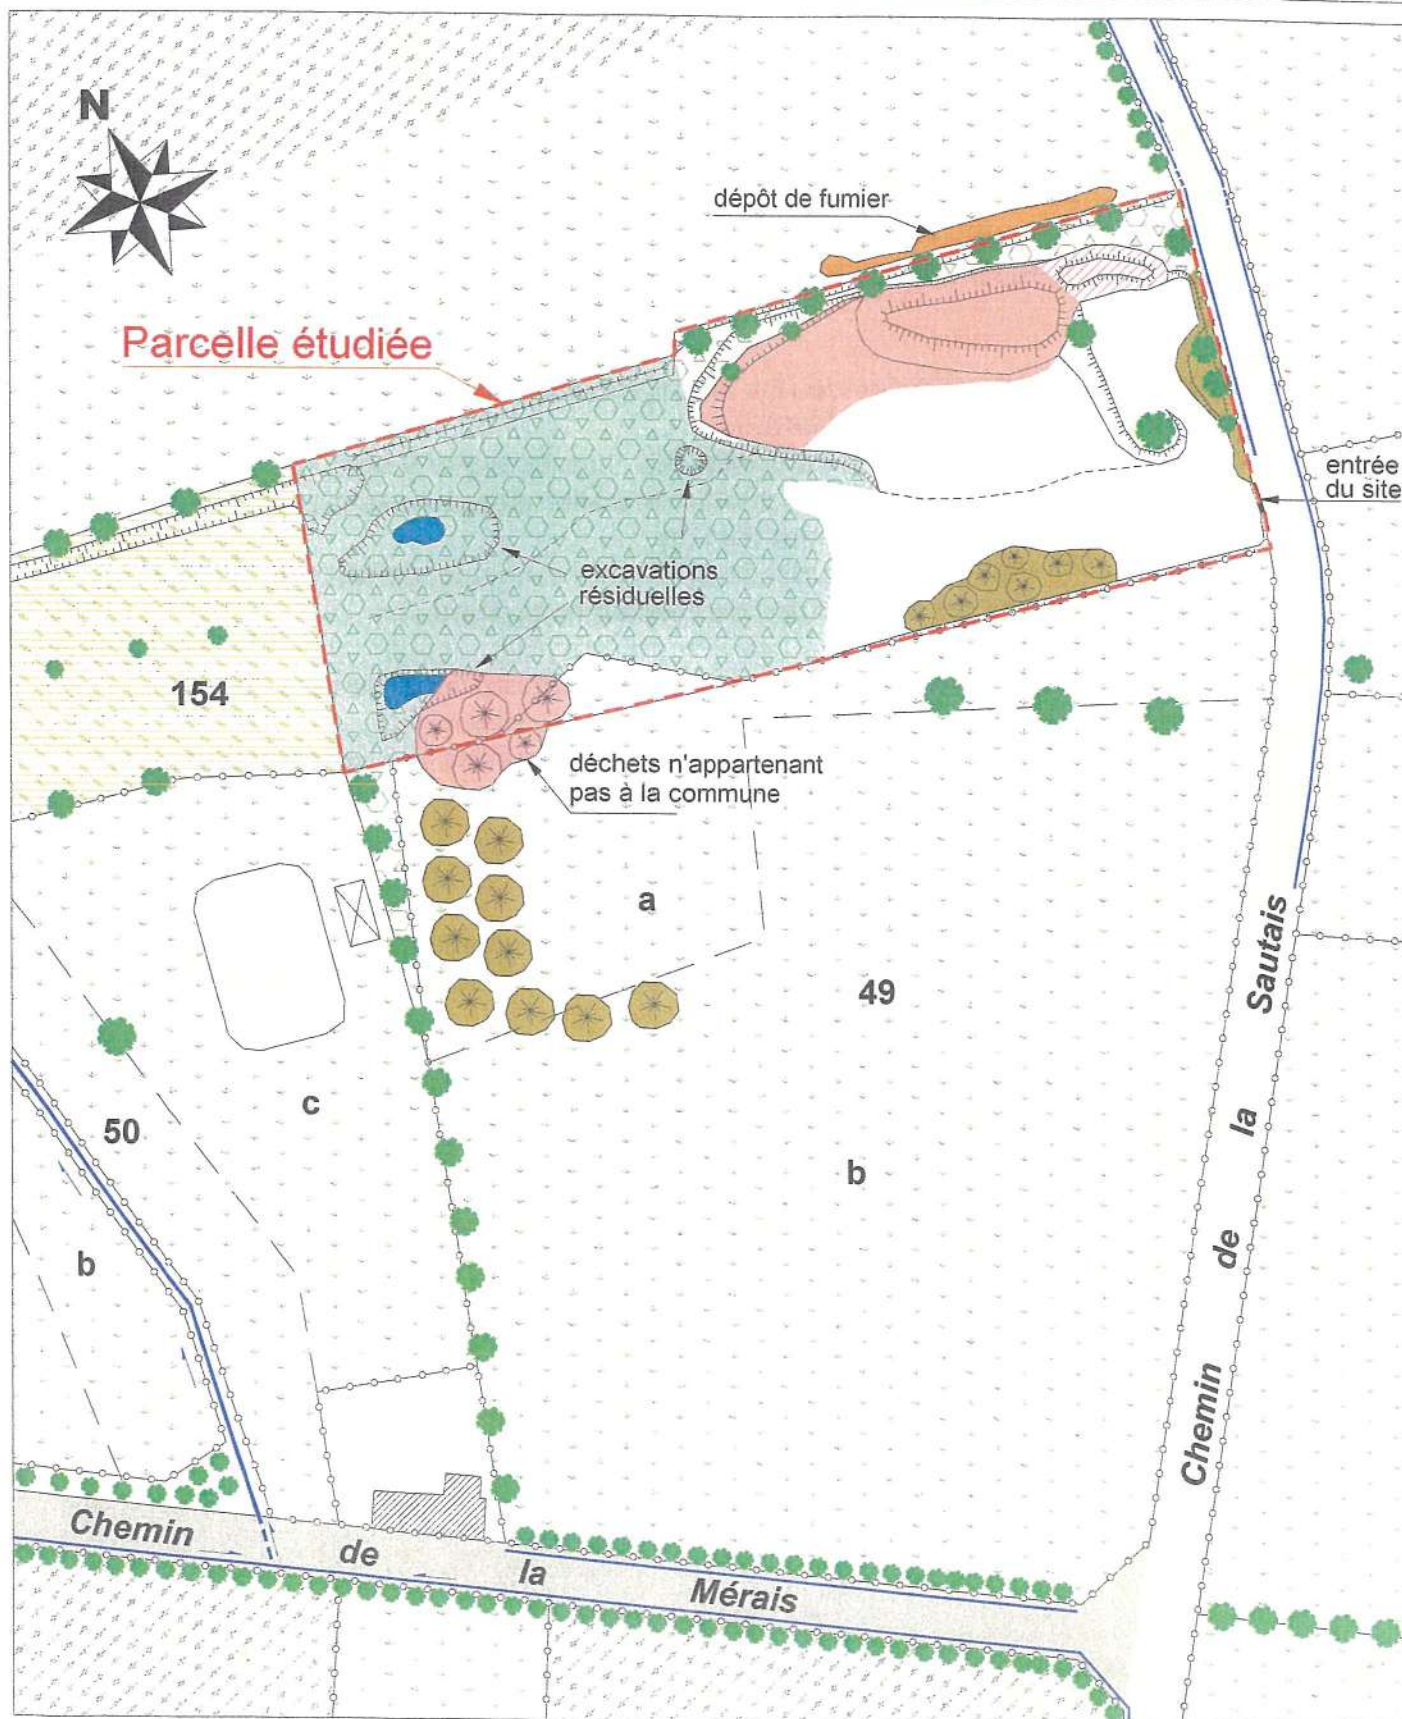 N
dépôt de fumier
Parcelle étudiée
entrée
du site
excavations
résiduelles
154
déchets n'appartenant
pas à la commune
a
49
c
50
b
b
Chemin de la Sautais
Chemin de la Mérais